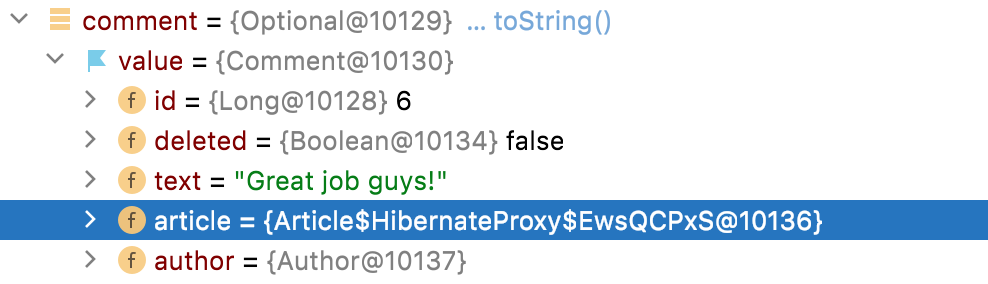 comment = {Optional@10129} ... toString()
value = {Comment@10130}
f id = {Long@10128} 6
f deleted = {Boolean@10134} false
f text = "Great job guys!"
f article = {Article$HibernateProxy$EwsQCPxS@10136}
f author = {Author@10137}